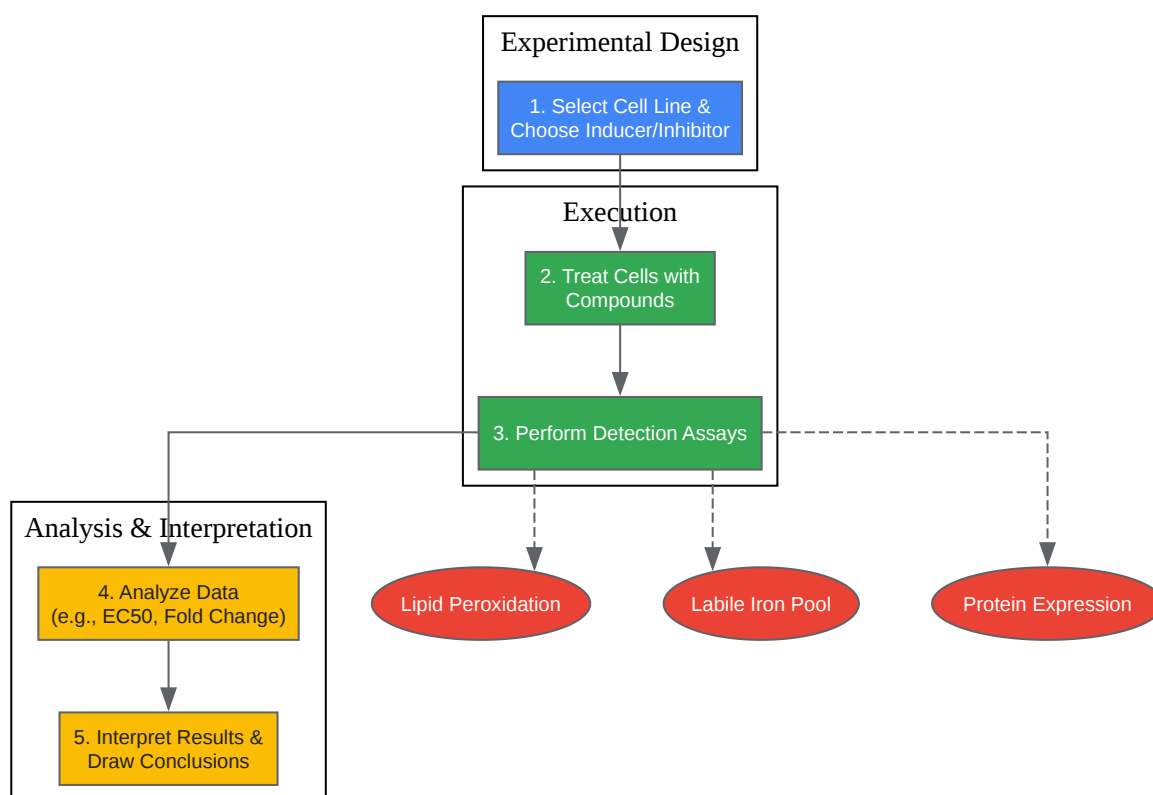 Experimental Design
1. Select Cell Line &
Choose Inducer/Inhibitor
Execution
2. Treat Cells with
Compounds
3. Perform Detection Assays
Analysis & Interpretation
4. Analyze Data
(e.g., EC50, Fold Change)
Lipid Peroxidation
Labile Iron Pool
Protein Expression
5. Interpret Results &
Draw Conclusions